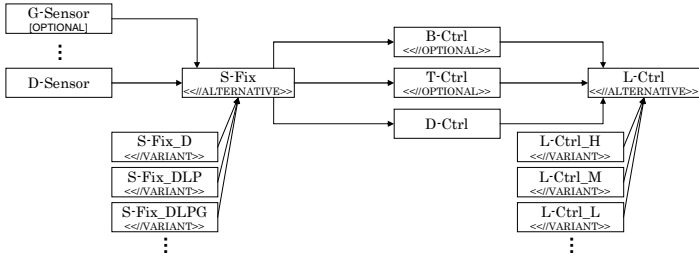 G-Sensor
[OPTIONAL]
D-Sensor
S-Fix
<<//ALTERNATIVE>>
B-Ctrl
<<//OPTIONAL>>
T-Ctrl
<<//OPTIONAL>>
D-Ctrl
L-Ctrl
<<//ALTERNATIVE>>
S-Fix_D
<<//VARIANT>>
S-Fix_DLP
<<//VARIANT>>
S-Fix_DLPG
<<//VARIANT>>
L-Ctrl_H
<<//VARIANT>>
L-Ctrl_M
<<//VARIANT>>
L-Ctrl_L
<<//VARIANT>>